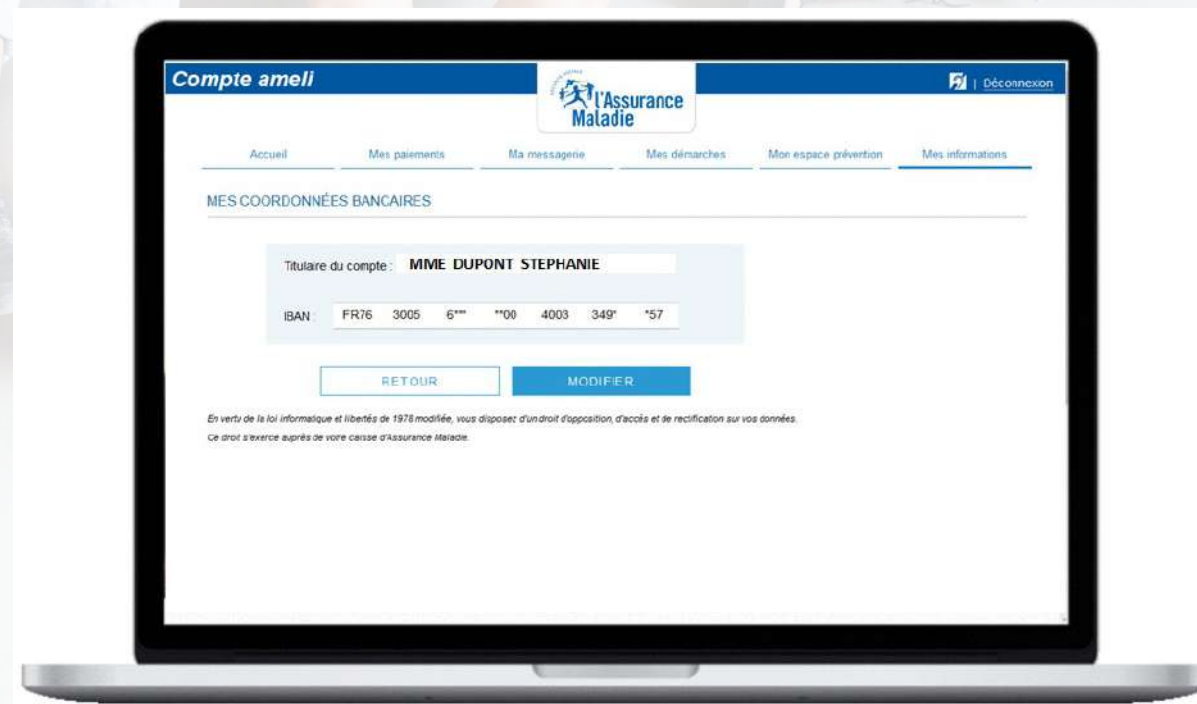 Compte ameli
l'Assurance
Maladie
Déconnexion
Accueil Mes paiements Ma messagerie Mes démarches Mon espace prévention Mes informations
MES COORDONNÉES BANCAIRES
Titulaire du compte : MME DUPONT STEPHANIE
IBAN : FR76 3005 6*** **00 4003 349* *57
RETOUR MODIFIER
En vertu de la loi informatique et libertés de 1978 modifiée, vous disposez d'un droit d'opposition, d'accès et de rectification sur vos données.
Ce droit s'exerce auprès de votre caisse d'Assurance Maladie.